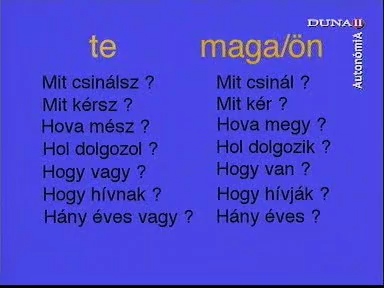 DUNA II
AutonómiA
te maga/ön
Mit csinálsz ? Mit csinál ?
Mit kérsz ? Mit kér ?
Hova mész ? Hova megy ?
Hol dolgozol ? Hol dolgozik ?
Hogy vagy ? Hogy van ?
Hogy hívnak ? Hogy hívják ?
Hány éves vagy ? Hány éves ?